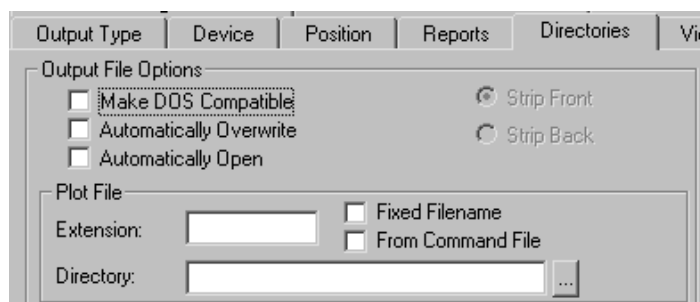 Output Type Device Position Reports Directories
Output File Options
Make DOS Compatible Strip Front
Automatically Overwrite Strip Back
Automatically Open
Plot File
Extension: Fixed Filename
From Command File
Directory: ...